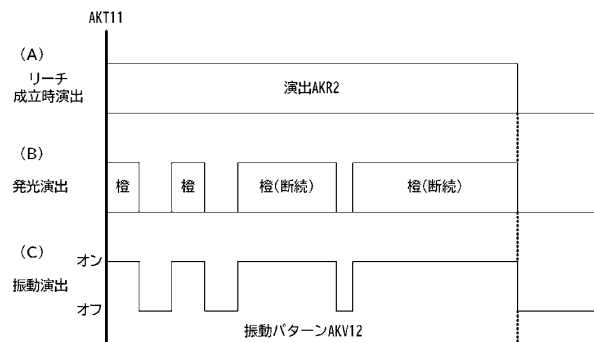 AKT11
(A)
リーチ
成立時演出
演出AKR2
(B)
発光演出
橙
橙
橙(断続)
橙(断続)
(C)
振動演出
オン
オフ
振動パターンAKV12